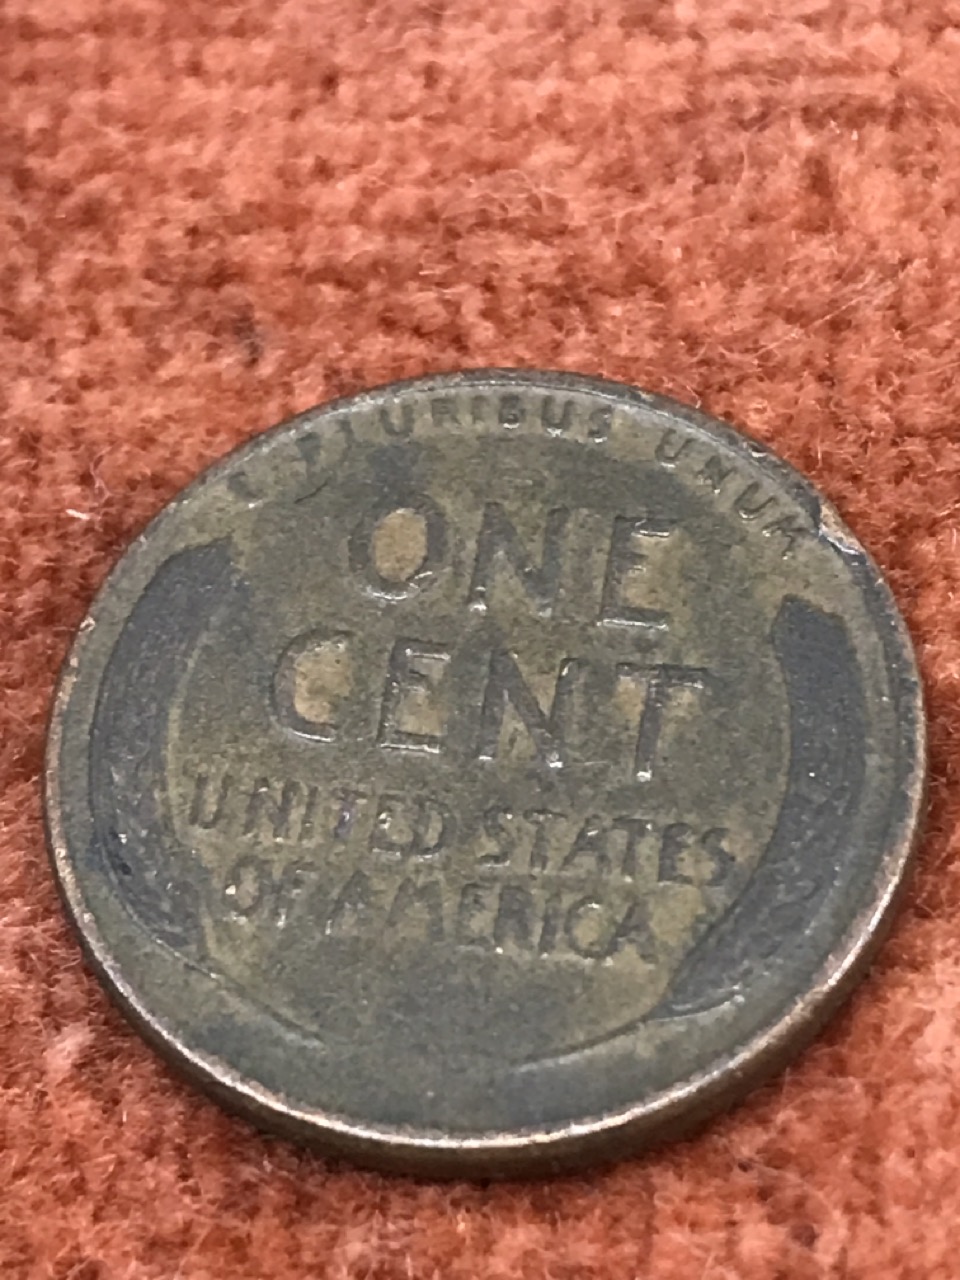 E PLURIBUS UNUM
ONE
CENT
UNITED STATES
OF AMERICA